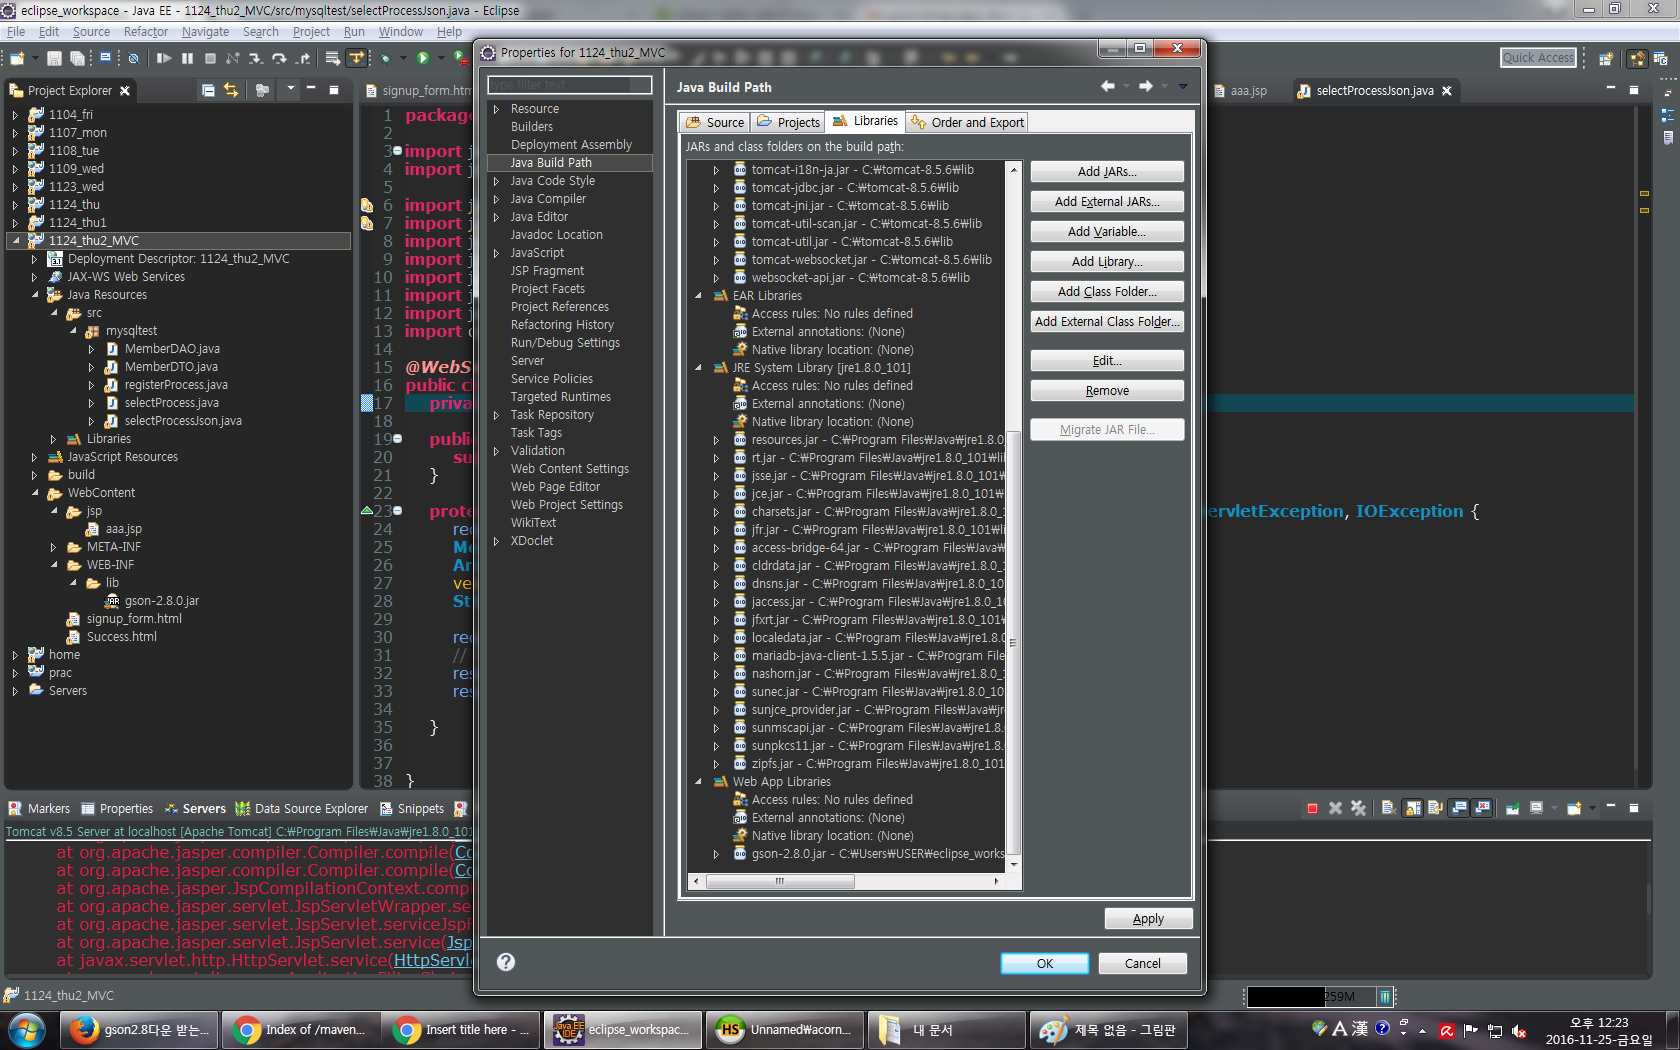 eclipse_workspace - Java EE - 1124_thu2_MVC/src/mysqltest/selectProcessJson.java - Eclipse
File Edit Source Refactor Navigate Search Project Run Window Help
Quick Access
Project Explorer
1104_fri
1107_mon
1108_tue
1109_wed
1123_wed
1124_thu
1124_thu1
1124_thu2_MVC
Deployment Descriptor: 1124_thu2_MVC
JAX-WS Web Services
Java Resources
src
mysqltest
MemberDAO.java
MemberDTO.java
registerProcess.java
selectProcess.java
selectProcessJson.java
Libraries
JavaScript Resources
build
WebContent
jsp
aaa.jsp
META-INF
WEB-INF
lib
gson-2.8.0.jar
signup_form.html
Success.html
home
prac
Servers
signup_form.htm
aaa.jsp
selectProcessJson.java
1 package
2
3 import j
4 import j
5
6 import j
7 import j
8 import j
9 import j
10 import j
11 import j
12 import j
13 import c
14
15 @WebS
16 public c
17 priva
18
19 public
20 su
21 }
22
23 prote
ervletException, IOException {
24 rec
25 Me
26 Ar
27 ve
28 St
29
30 rec
31 //
32 res
33 res
34
35 }
36
37
38 }
Properties for 1124_thu2_MVC
type filter text
Resource
Builders
Deployment Assembly
Java Build Path
Java Code Style
Java Compiler
Java Editor
Javadoc Location
JavaScript
JSP Fragment
Project Facets
Project References
Refactoring History
Run/Debug Settings
Server
Service Policies
Targeted Runtimes
Task Repository
Task Tags
Validation
Web Content Settings
Web Page Editor
Web Project Settings
WikiText
XDoclet
Java Build Path
Source Projects Libraries Order and Export
JARs and class folders on the build path:
tomcat-i18n-ja.jar - C:₩tomcat-8.5.6₩lib
tomcat-jdbc.jar - C:₩tomcat-8.5.6₩lib
tomcat-jni.jar - C:₩tomcat-8.5.6₩lib
tomcat-util-scan.jar - C:₩tomcat-8.5.6₩lib
tomcat-util.jar - C:₩tomcat-8.5.6₩lib
tomcat-websocket.jar - C:₩tomcat-8.5.6₩lib
websocket-api.jar - C:₩tomcat-8.5.6₩lib
EAR Libraries
Access rules: No rules defined
External annotations: (None)
Native library location: (None)
JRE System Library [jre1.8.0_101]
Access rules: No rules defined
External annotations: (None)
Native library location: (None)
resources.jar - C:₩Program Files₩Java₩jre1.8.0_
rt.jar - C:₩Program Files₩Java₩jre1.8.0_101₩lib
jsse.jar - C:₩Program Files₩Java₩jre1.8.0_101₩
jce.jar - C:₩Program Files₩Java₩jre1.8.0_101₩
charsets.jar - C:₩Program Files₩Java₩jre1.8.0_1
jfr.jar - C:₩Program Files₩Java₩jre1.8.0_101₩li
access-bridge-64.jar - C:₩Program Files₩Java₩
cldrdata.jar - C:₩Program Files₩Java₩jre1.8.0_1
dnsns.jar - C:₩Program Files₩Java₩jre1.8.0_10
jaccess.jar - C:₩Program Files₩Java₩jre1.8.0_10
jfxrt.jar - C:₩Program Files₩Java₩jre1.8.0_101₩
localedata.jar - C:₩Program Files₩Java₩jre1.8.0
mariadb-java-client-1.5.5.jar - C:₩Program Files
nashorn.jar - C:₩Program Files₩Java₩jre1.8.0_1
sunec.jar - C:₩Program Files₩Java₩jre1.8.0_10
sunjce_provider.jar - C:₩Program Files₩Java₩jre
sunmscapi.jar - C:₩Program Files₩Java₩jre1.8.
sunpkcs11.jar - C:₩Program Files₩Java₩jre1.8.
zipfs.jar - C:₩Program Files₩Java₩jre1.8.0_101
Web App Libraries
Access rules: No rules defined
External annotations: (None)
Native library location: (None)
gson-2.8.0.jar - C:₩Users₩USER₩eclipse_works
Add JARs...
Add External JARs...
Add Variable...
Add Library...
Add Class Folder...
Add External Class Folder...
Edit...
Remove
Migrate JAR File...
Apply
OK Cancel
Markers Properties Servers Data Source Explorer Snippets
Tomcat v8.5 Server at localhost [Apache Tomcat] C:₩Program Files₩Java₩jre1.8.0_101
at org.apache.jasper.compiler.Compiler.compile(Co
at org.apache.jasper.compiler.Compiler.compile(Co
at org.apache.jasper.JspCompilationContext.comp
at org.apache.jasper.servlet.JspServletWrapper.se
at org.apache.jasper.servlet.JspServlet.serviceJspF
at org.apache.jasper.servlet.JspServlet.service(Jsp
at javax.servlet.http.HttpServlet.service(HttpServle
1124_thu2_MVC
259M
gson2.8다운 받는...
Index of /maven...
Insert title here - ...
eclipse_workspac...
Unnamed₩acorn...
내 문서
제목 없음 - 그림판
A 漢
오후 12:23
2016-11-25-금요일